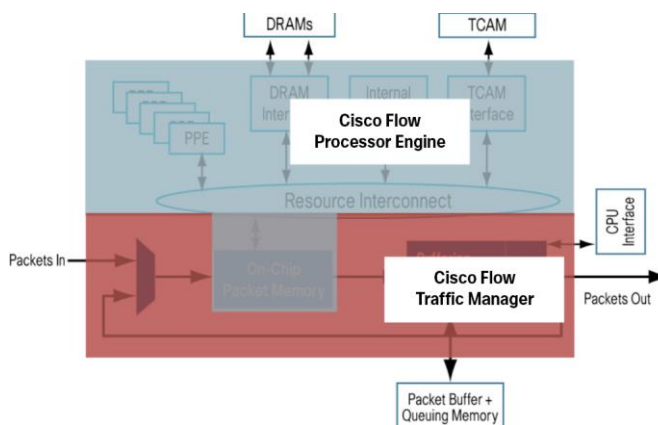 DRAMs
TCAM
DRAM
Internal
TCAM
Interface
Cisco Flow
Processor Engine
PPE
Resource Interconnect
CPU
Interface
Packets In
On-Chip
Packet Memory
Cisco Flow
Traffic Manager
Packets Out
Packet Buffer +
Queuing Memory